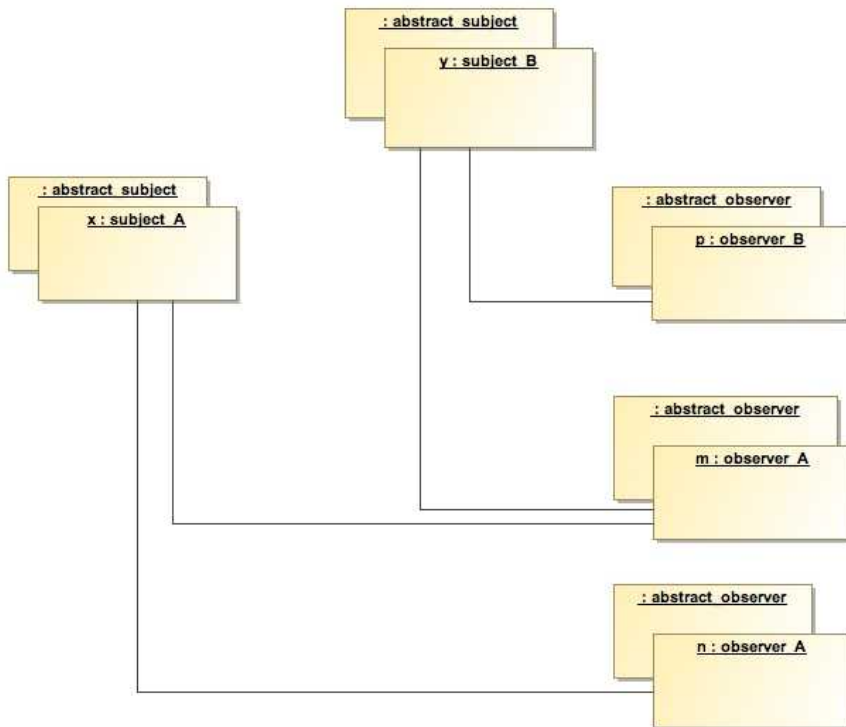 : abstract_subject
y : subject_B
: abstract_subject
x : subject_A
: abstract_observer
p : observer_B
: abstract_observer
m : observer_A
: abstract_observer
n : observer_A